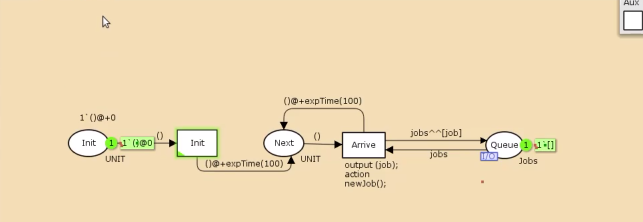 Aux
()@+expTime(100)
1`()@+0
Init
1
1`()@0
()
Init
Next
()
Arrive
jobs^^[job]
jobs
Queue
1
1`[]
UNIT
()@+expTime(100)
UNIT
I/O
Jobs
output (job);
action
newJob();